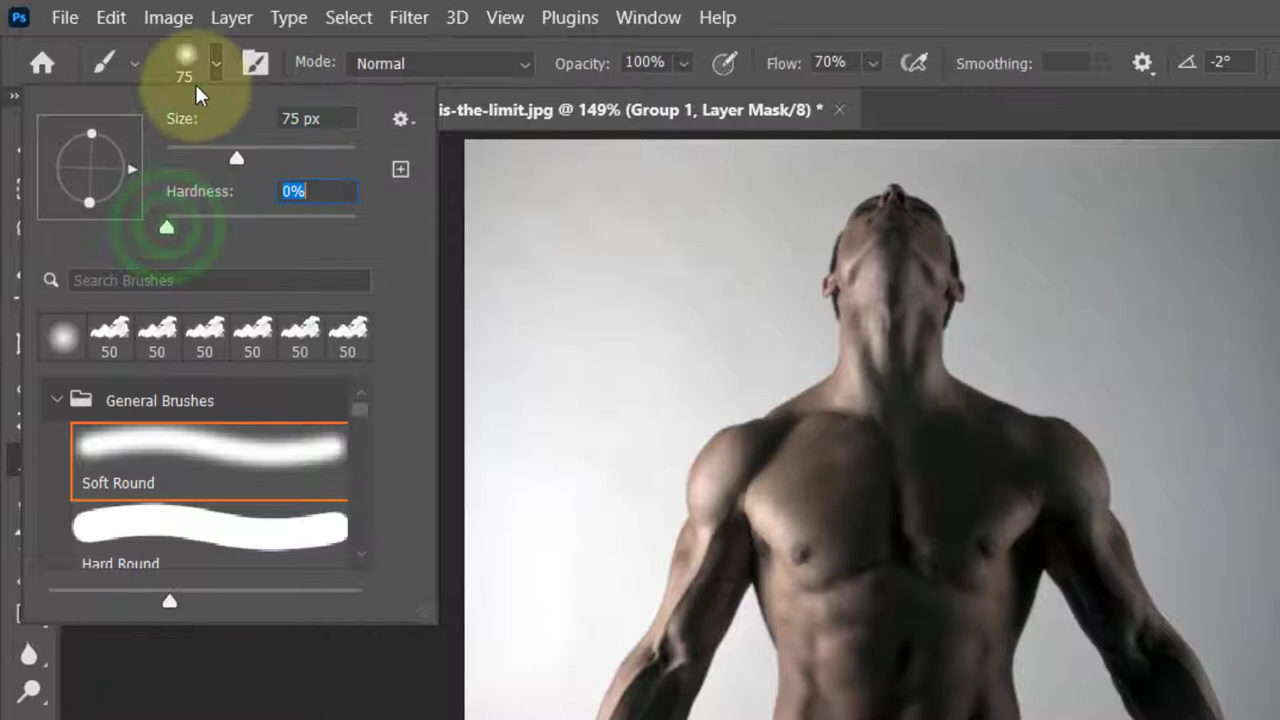 Ps File Edit Image Layer Type Select Filter 3D View Plugins Window Help
75 Mode: Normal Opacity: 100% Flow: 70% Smoothing: -2°
is-the-limit.jpg @ 149% (Group 1, Layer Mask/8) * ×
Size: 75 px
Hardness: 0%
Search Brushes
50 50 50 50 50 50
General Brushes
Soft Round
Hard Round